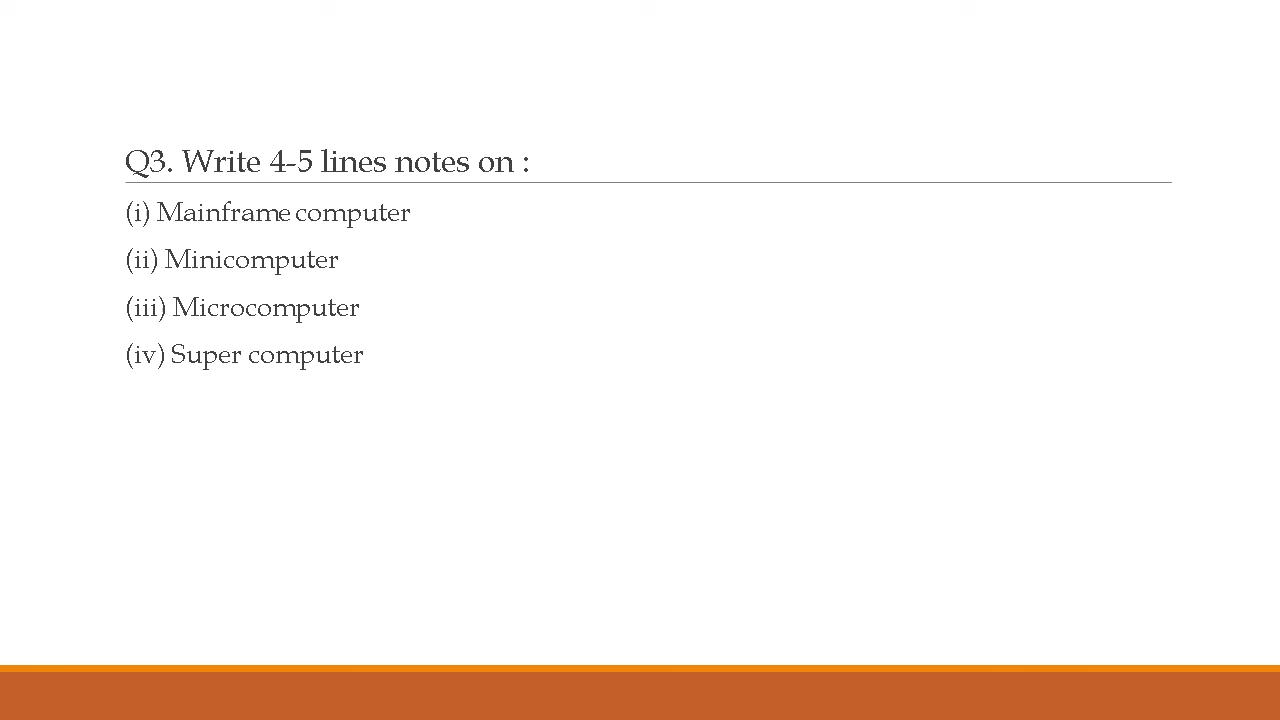 Q3. Write 4-5 lines notes on :
(i) Mainframe computer
(ii) Minicomputer
(iii) Microcomputer
(iv) Super computer